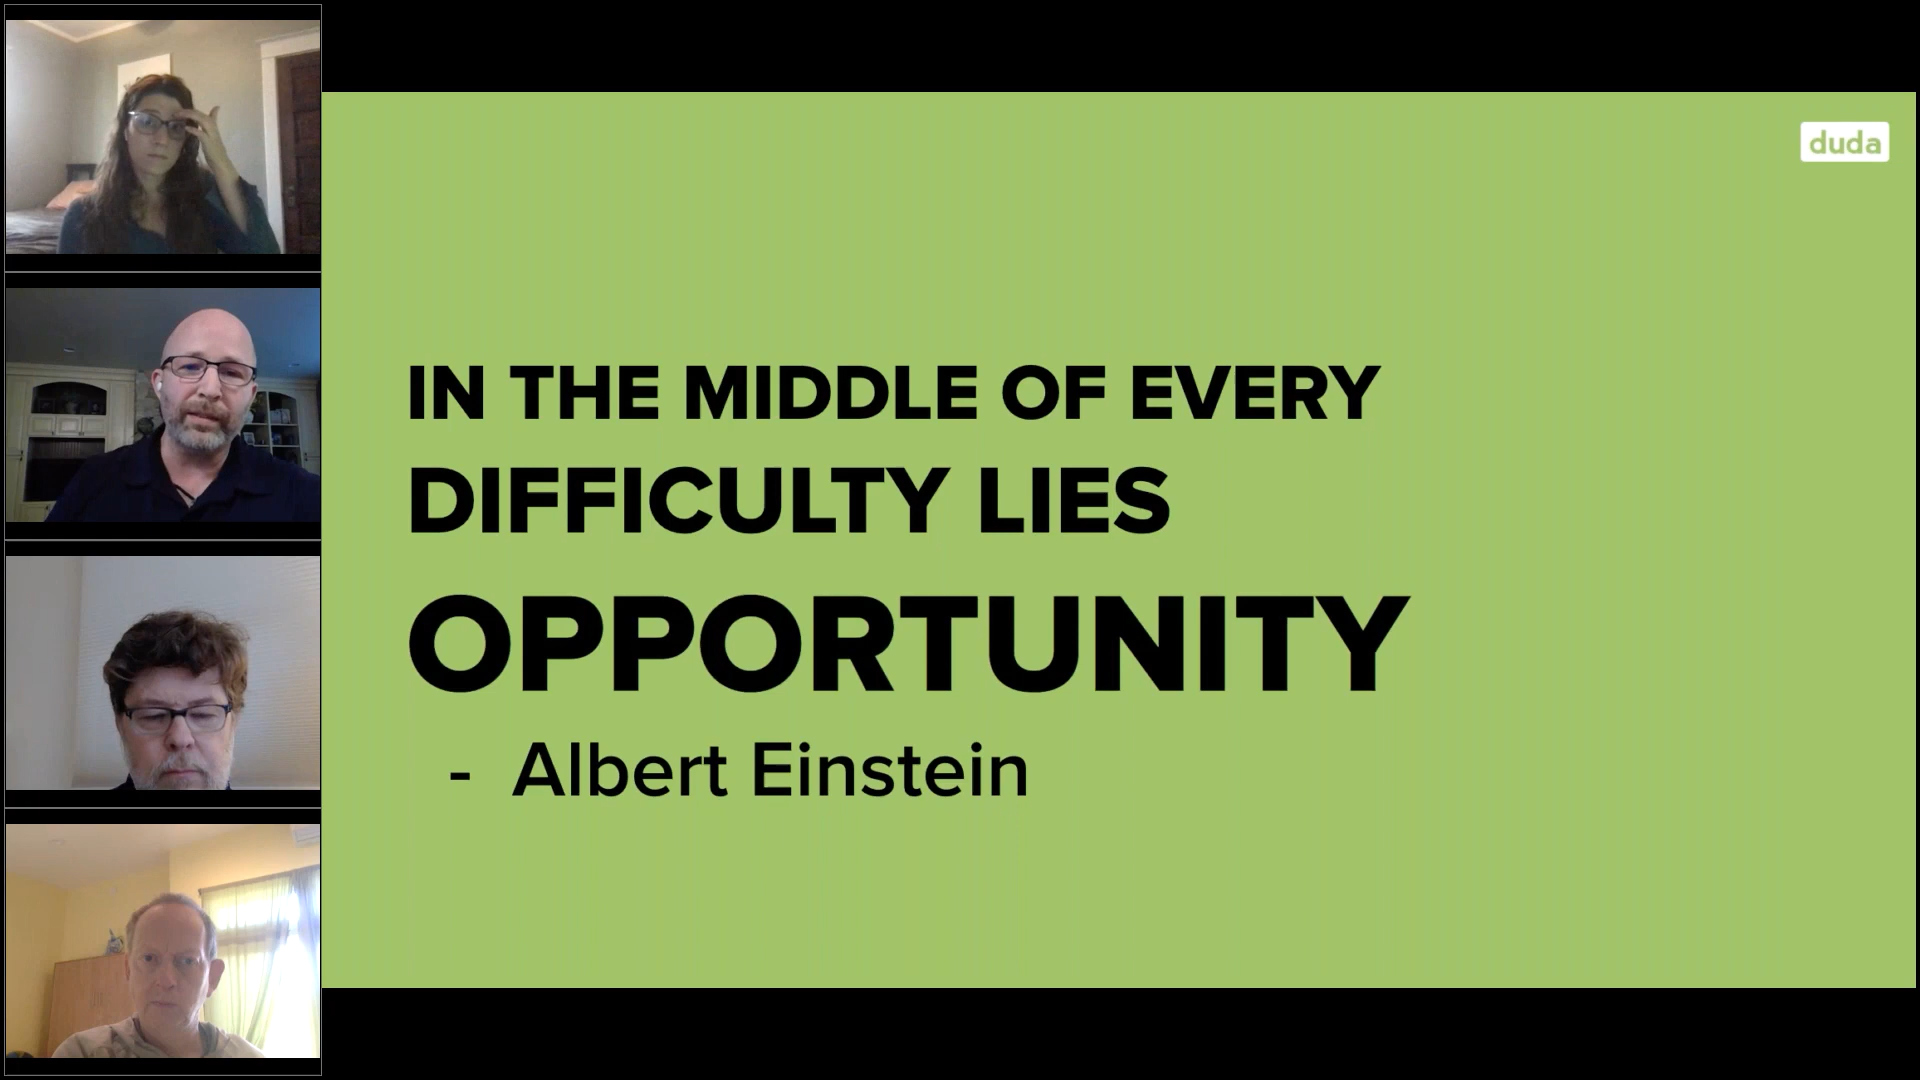 duda
IN THE MIDDLE OF EVERY
DIFFICULTY LIES
OPPORTUNITY
- Albert Einstein